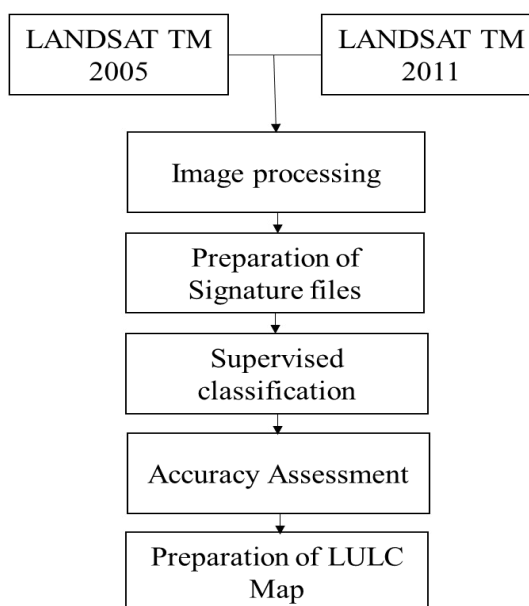 LANDSAT TM
2005
LANDSAT TM
2011
Image processing
Preparation of
Signature files
Supervised
classification
Accuracy Assessment
Preparation of LULC
Map